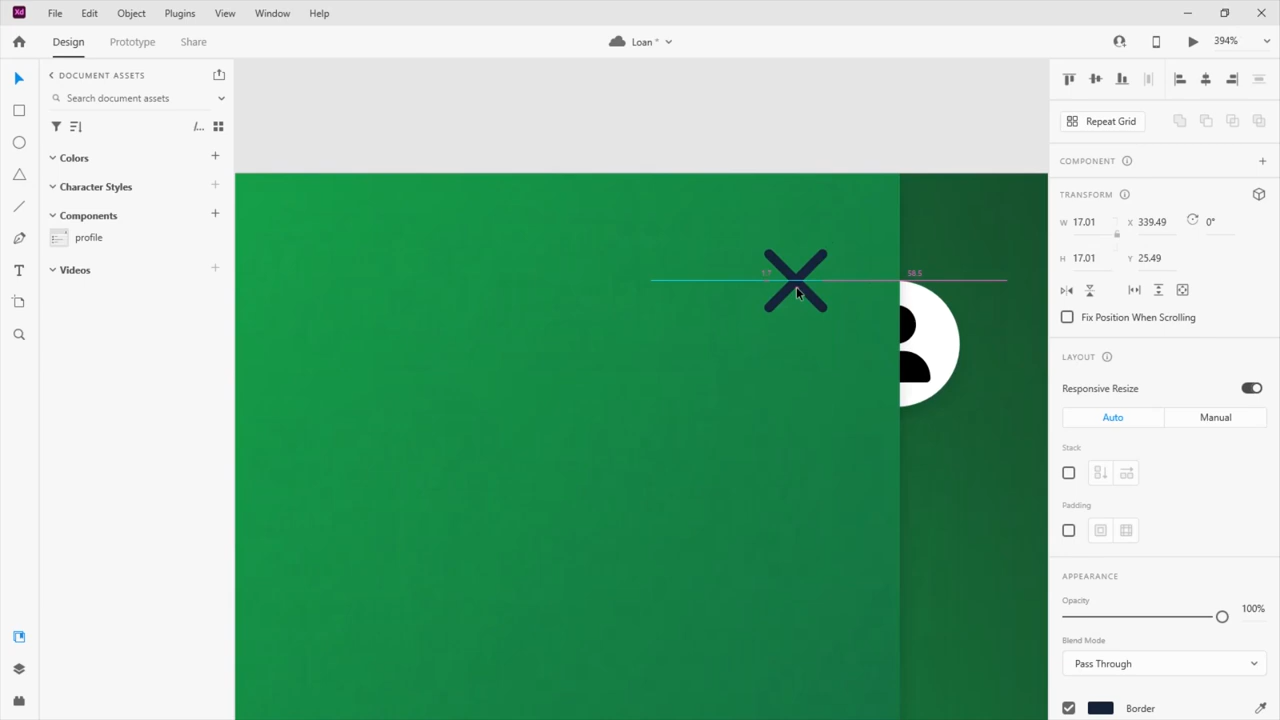 Xd File Edit Object Plugins View Window Help
Design Prototype Share Loan * 394%
DOCUMENT ASSETS
Search document assets
Colors
Character Styles
Components
profile
Videos
58.5
Repeat Grid
COMPONENT
TRANSFORM
W 17.01 X 339.49 0°
H 17.01 Y 25.49
Fix Position When Scrolling
LAYOUT
Responsive Resize
Auto Manual
Stack
Padding
APPEARANCE
Opacity
100%
Blend Mode
Pass Through
Border